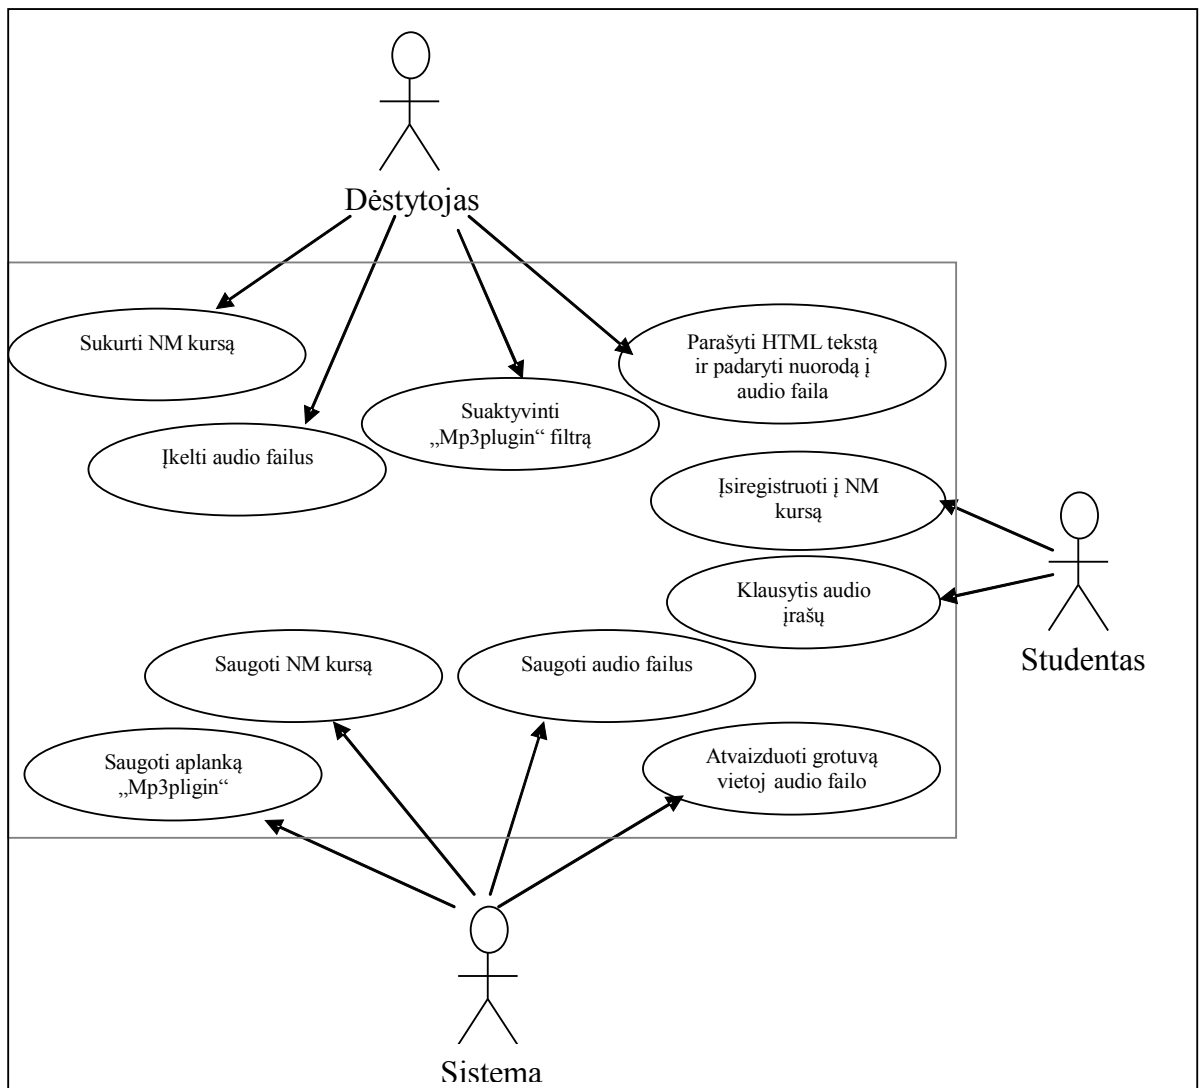 Dėstytojas
Sukurti NM kursą
Parašyti HTML tekstą
ir padaryti nuorodą į
audio faila
Suaktyvinti
„Mp3plugin“ filtrą
Įkelti audio failus
Įsiregistruoti į NM
kursą
Klausytis audio
įrašų
Studentas
Saugoti NM kursą
Saugoti audio failus
Saugoti aplanką
„Mp3pligin“
Atvaizduoti grotuvą
vietoj audio failo
Sistema